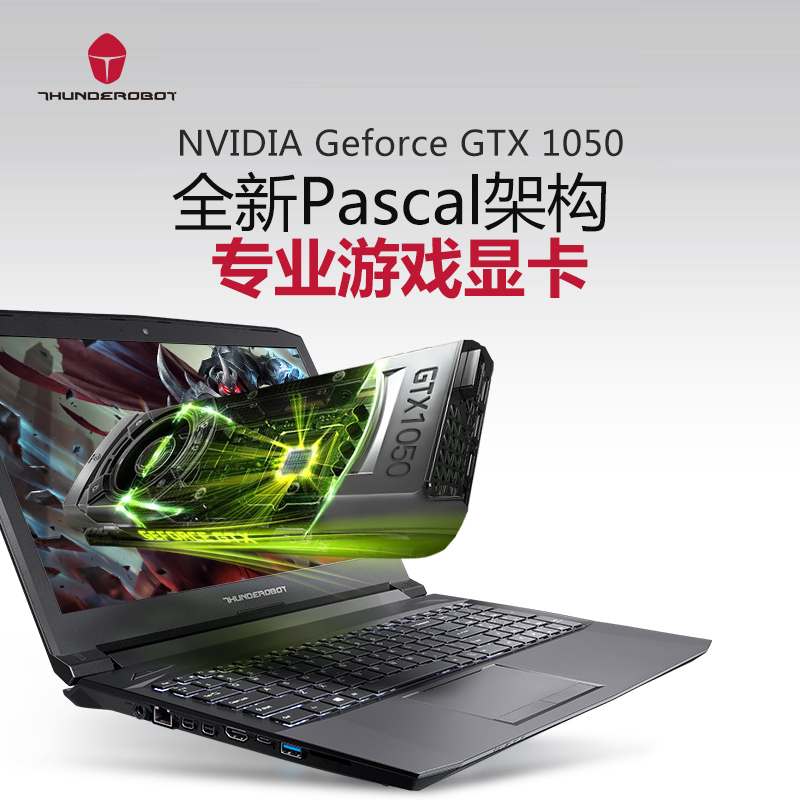 THUNDEROBOT
NVIDIA Geforce GTX 1050
全新Pascal架构
专业游戏显卡
GTX1050
GEFORCE GTX
THUNDEROBOT